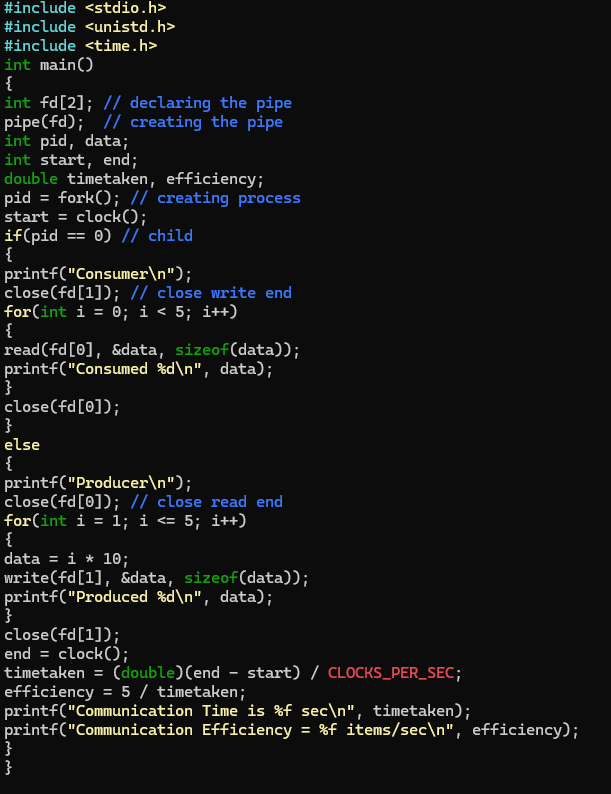 #include <stdio.h>
#include <unistd.h>
#include <time.h>
int main()
{
int fd[2]; // declaring the pipe
pipe(fd);  // creating the pipe
int pid, data;
int start, end;
double timetaken, efficiency;
pid = fork(); // creating process
start = clock();
if(pid == 0) // child
{
printf("Consumer\n");
close(fd[1]); // close write end
for(int i = 0; i < 5; i++)
{
read(fd[0], &data, sizeof(data));
printf("Consumed %d\n", data);
}
close(fd[0]);
}
else
{
printf("Producer\n");
close(fd[0]); // close read end
for(int i = 1; i <= 5; i++)
{
data = i * 10;
write(fd[1], &data, sizeof(data));
printf("Produced %d\n", data);
}
close(fd[1]);
end = clock();
timetaken = (double)(end - start) / CLOCKS_PER_SEC;
efficiency = 5 / timetaken;
printf("Communication Time is %f sec\n", timetaken);
printf("Communication Efficiency = %f items/sec\n", efficiency);
}
}